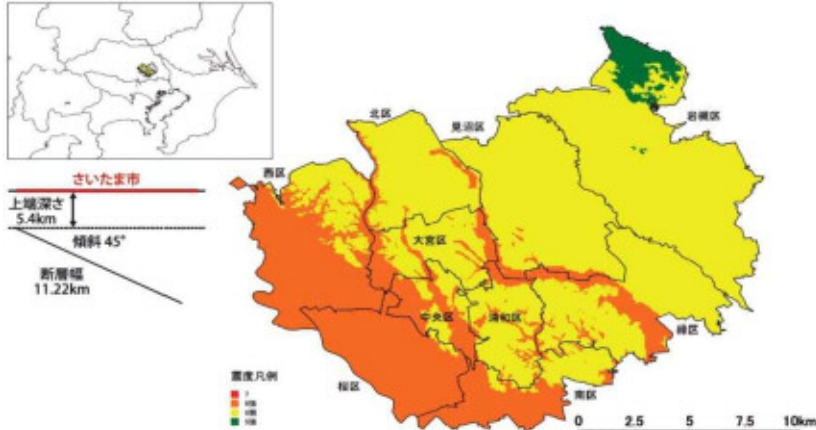 北区
見沼区
岩槻区
西区
さいたま市
上端深さ
5.4km
傾斜 45°
断層幅
11.22km
大宮区
中央区
浦和区
緑区
桜区
南区
震度凡例
7
0
2.5
5
7.5
10km